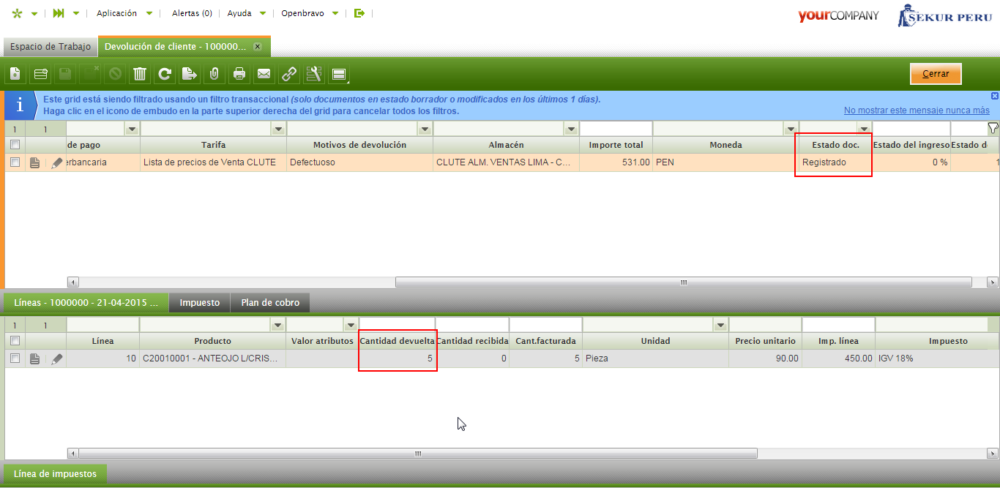 Aplicación Alertas (0) Ayuda Openbravo
yourCOMPANY SEKUR PERU
Espacio de Trabajo Devolución de cliente - 100000... x
Cerrar
i
Este grid está siendo filtrado usando un filtro transaccional (solo documentos en estado borrador o modificados en los últimos 1 días).
Haga clic en el icono de embudo en la parte superior derecha del grid para cancelar todos los filtros.
No mostrar este mensaje nunca más
1 1
de pago Tarifa Motivos de devolución Almacén Importe total Moneda Estado doc. Estado del ingreso Estado d
erbancaria Lista de precios de Venta CLUTE Defectuoso CLUTE ALM. VENTAS LIMA - C... 531.00 PEN Registrado 0 % 1
Líneas - 1000000 - 21-04-2015 ... Impuesto Plan de cobro
1 1
Línea Producto Valor atributos Cantidad devuelta Cantidad recibida Cant.facturada Unidad Precio unitario Imp. línea Impuesto
10 C20010001 - ANTEOJO L/CRIS... 5 0 5 Pieza 90.00 450.00 IGV 18%
Línea de impuestos